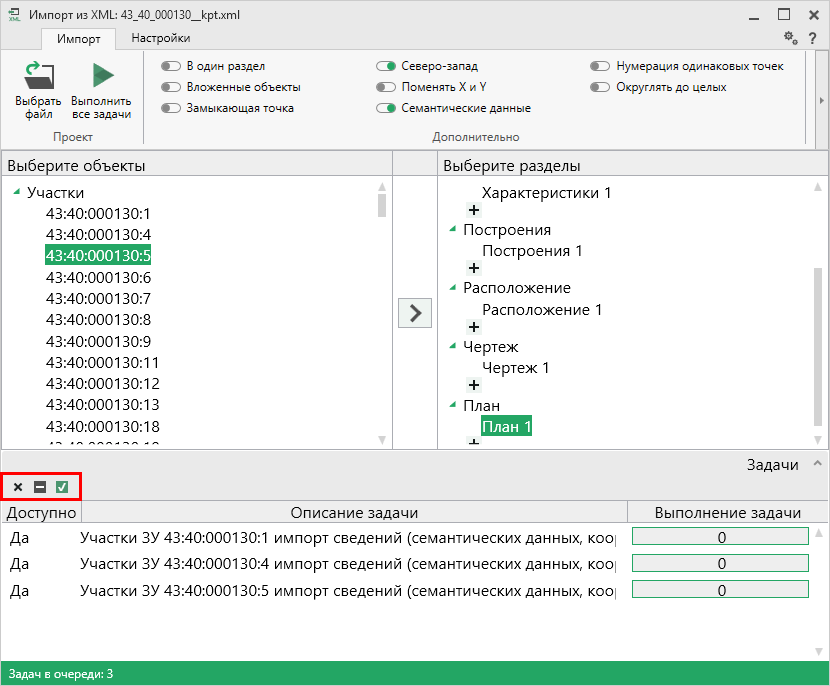 Импорт из XML: 43_40_000130__kpt.xml
Импорт
Настройки
?
Выбрать файл
Выполнить все задачи
Проект
В один раздел
Вложенные объекты
Замыкающая точка
Северо-запад
Поменять X и Y
Семантические данные
Нумерация одинаковых точек
Округлять до целых
Дополнительно
Выберите объекты
Участки
43:40:000130:1
43:40:000130:4
43:40:000130:5
43:40:000130:6
43:40:000130:7
43:40:000130:8
43:40:000130:9
43:40:000130:11
43:40:000130:12
43:40:000130:13
43:40:000130:18
Выберите разделы
Характеристики 1
+
Построения
Построения 1
+
Расположение
Расположение 1
+
Чертеж
Чертеж 1
+
План
План 1
+
Задачи
Доступно Описание задачи Выполнение задачи
Да Участки ЗУ 43:40:000130:1 импорт сведений (семантических данных, коор 0
Да Участки ЗУ 43:40:000130:4 импорт сведений (семантических данных, коор 0
Да Участки ЗУ 43:40:000130:5 импорт сведений (семантических данных, коор 0
Задач в очереди: 3